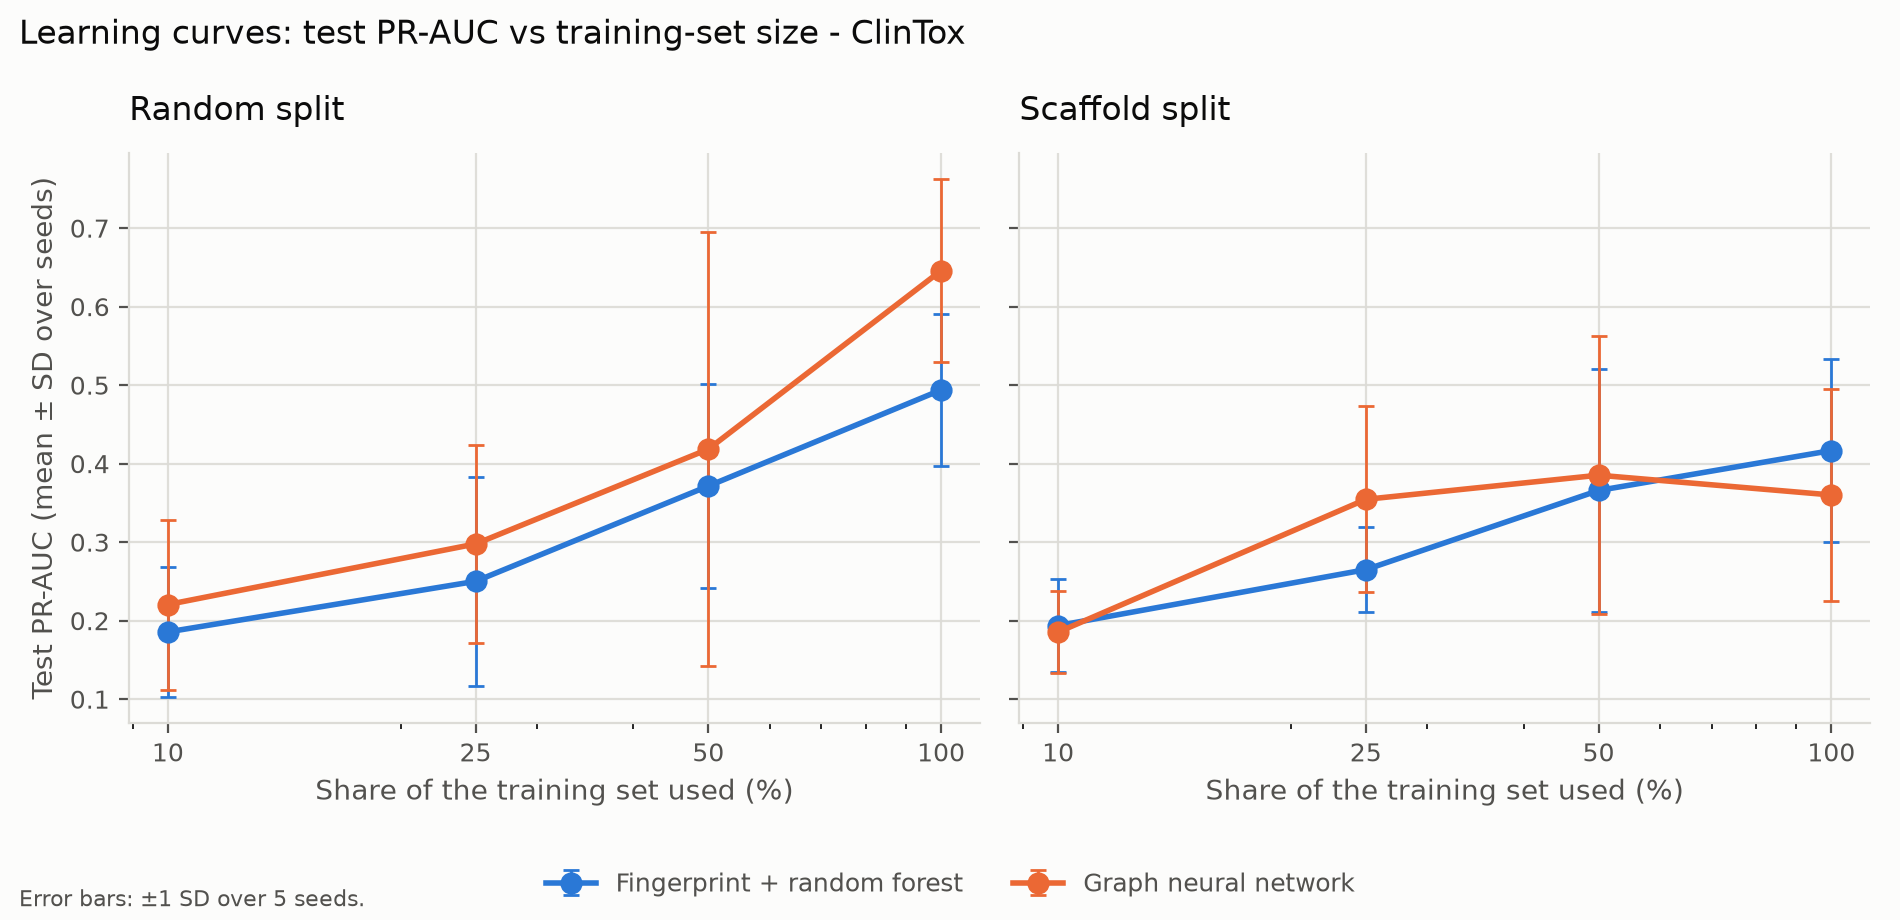 Learning curves: test PR-AUC vs training-set size - ClinTox
Random split
Scaffold split
Test PR-AUC (mean ± SD over seeds)
0.7
0.6
0.5
0.4
0.3
0.2
0.1
10 25 50 100
10 25 50 100
Share of the training set used (%)
Share of the training set used (%)
Fingerprint + random forest
Graph neural network
Error bars: ±1 SD over 5 seeds.